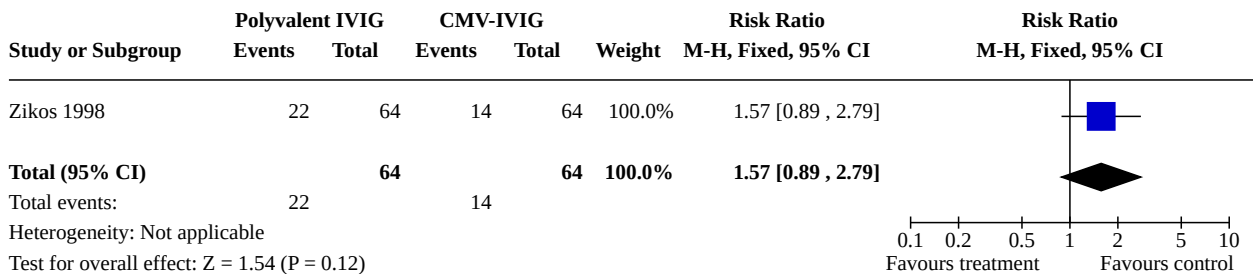 Polyvalent IVIG CMV-IVIG Risk Ratio Risk Ratio
Study or Subgroup Events Total Events Total Weight M-H, Fixed, 95% CI M-H, Fixed, 95% CI
Zikos 1998 22 64 14 64 100.0% 1.57 [0.89 , 2.79]
Total (95% CI) 64 64 100.0% 1.57 [0.89 , 2.79]
Total events: 22 14
Heterogeneity: Not applicable 0.1 0.2 0.5 1 2 5 10
Test for overall effect: Z = 1.54 (P = 0.12) Favours treatment Favours control